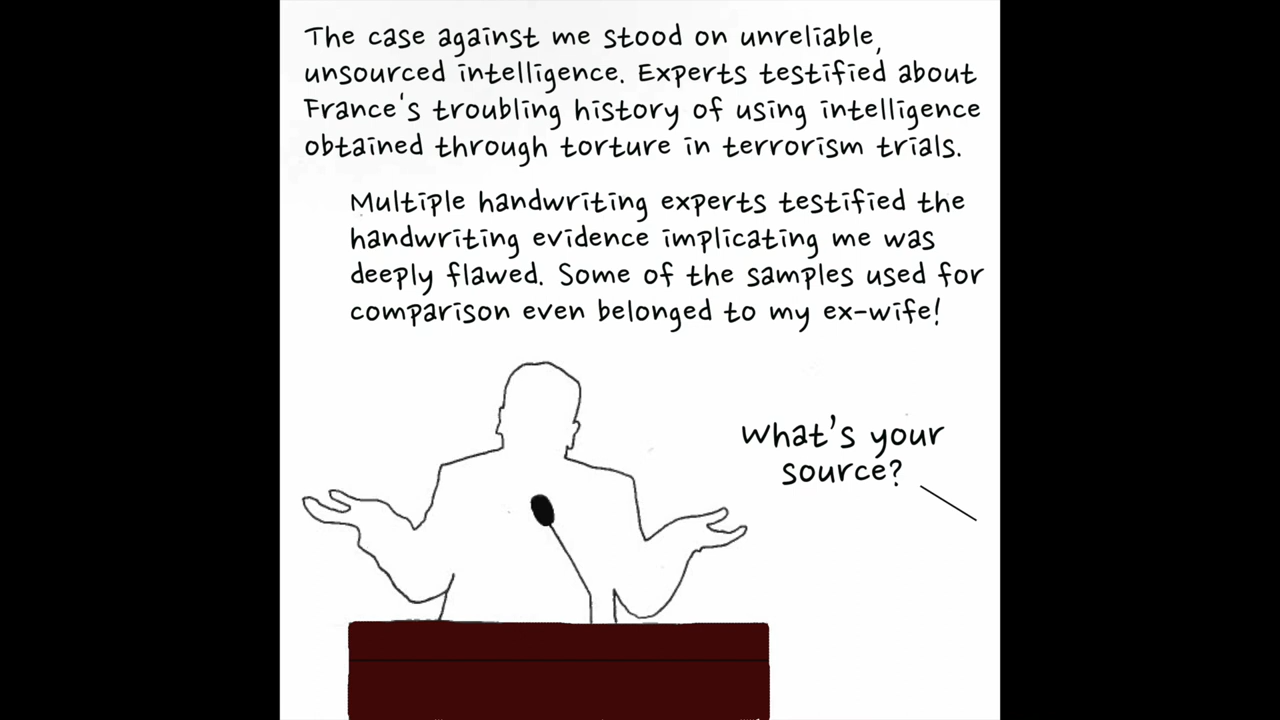 The case against me stood on unreliable,
unsourced intelligence. Experts testified about
France's troubling history of using intelligence
obtained through torture in terrorism trials.
Multiple handwriting experts testified the
handwriting evidence implicating me was
deeply flawed. Some of the samples used for
comparison even belonged to my ex-wife!
What's your
source?